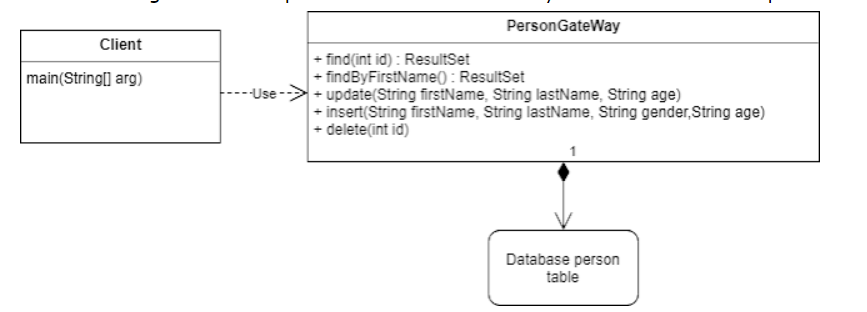 Client
main(String[] arg)
Use
PersonGateWay
+ find(int id) : ResultSet
+ findByFirstName() : ResultSet
+ update(String firstName, String lastName, String age)
+ insert(String firstName, String lastName, String gender,String age)
+ delete(int id)
1
Database person
table